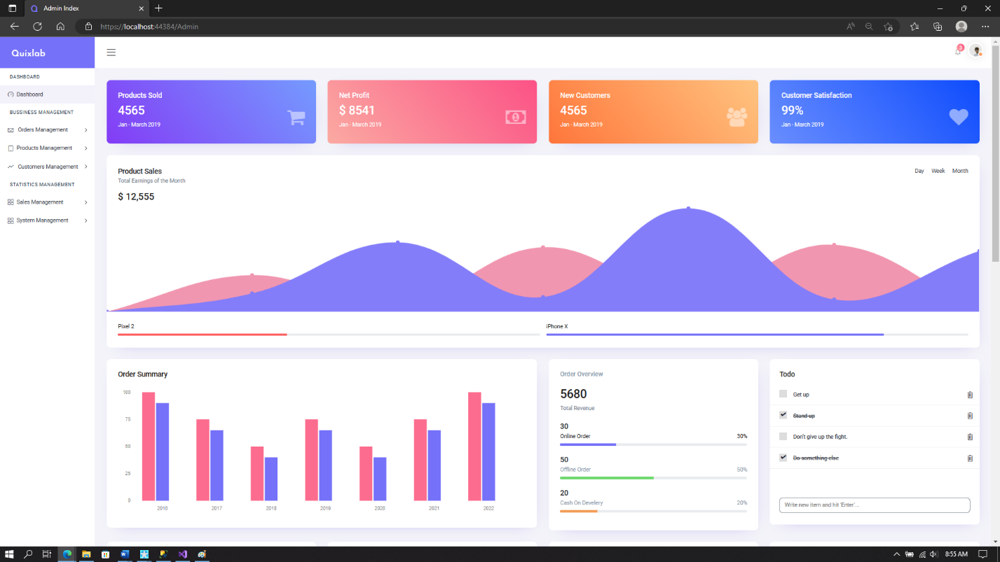 Admin Index
https://localhost:44384/Admin
Quixlab
3
DASHBOARD
Dashboard
BUSSINESS MANAGEMENT
Orders Management
Products Management
Customers Management
STATISTICS MANAGEMENT
Sales Management
System Management
Products Sold
4565
Jan - March 2019
Net Profit
$ 8541
Jan - March 2019
1
New Customers
4565
Jan - March 2019
Customer Satisfaction
99%
Jan - March 2019
Product Sales
Total Earnings of the Month
$ 12,555
Day Week Month
Pixel 2
iPhone X
Order Summary
100
75
50
25
0
2016 2017 2018 2019 2020 2021 2022
Order Overview
5680
Total Revenue
30
Online Order 30%
50
Offline Order 50%
20
Cash On Develery 20%
Todo
Get up
Stand up
Don't give up the fight.
Do something else
Write new item and hit 'Enter'...
8:55 AM